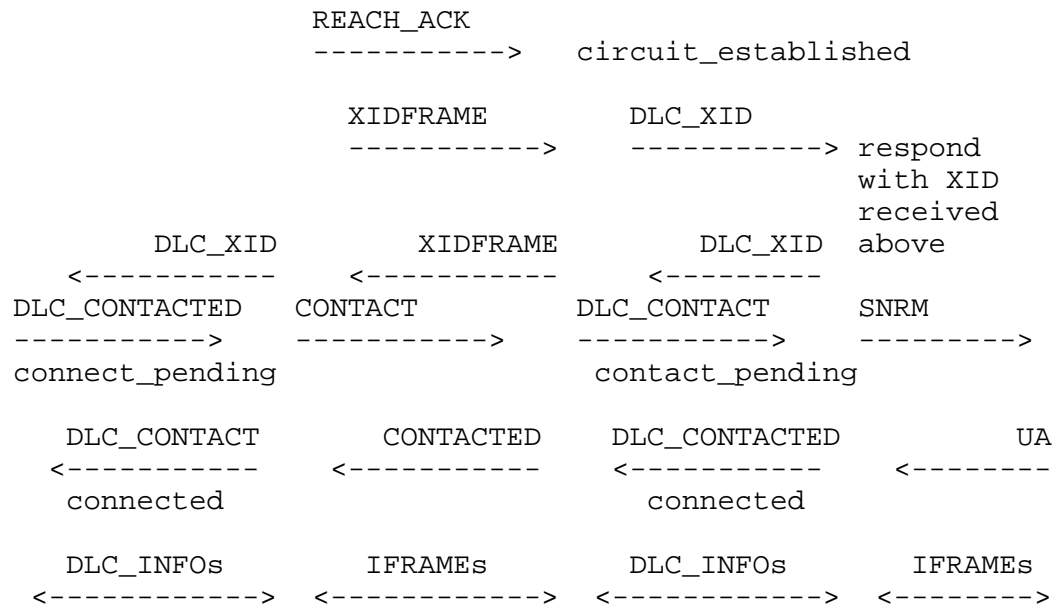 REACH_ACK
-----------> circuit_established
XIDFRAME DLC_XID
-----------> -----------> respond
with XID
received
DLC_XID XIDFRAME DLC_XID above
<----------- <----------- <---------
DLC_CONTACTED CONTACT DLC_CONTACT SNRM
-----------> -----------> -----------> --------->
connect_pending contact_pending
DLC_CONTACT CONTACTED DLC_CONTACTED UA
<----------- <----------- <----------- <--------
connected connected
DLC_INFOs IFRAMEs DLC_INFOs IFRAMEs
<------------> <------------> <------------> <-------->